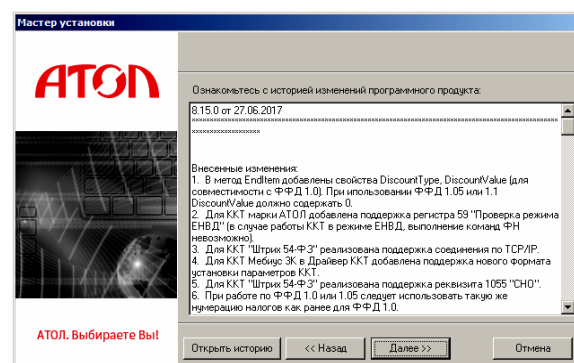 Мастер установки
АТОЛ
Ознакомьтесь с историей изменений программного продукта:
8.15.0 от 27.06.2017
Внесенные изменения:
1. В метод EndItem добавлены свойства DiscountType, DiscountValue (для
совместимости с ФФД 1.0). При ипользовании ФФД 1.05 или 1.1
DiscountValue должно содержать 0.
2. Для ККТ марки АТОЛ добавлена поддержка регистра 59 "Проверка режима
ЕНВД" (в случае работы ККТ в режиме ЕНВД, выполнение команд ФН
невозможно).
3. Для ККТ "Штрих 54-ФЗ" реализована поддержка соединения по TCP/IP.
4. Для ККТ Мебиус 3К в Драйвер ККТ добавлена поддержка нового формата
установки параметров ККТ.
5. Для ККТ "Штрих 54-ФЗ" реализована поддержка реквизита 1055 "СНО".
6. При работе по ФФД 1.0 или 1.05 следует использовать такую же
нумерацию налогов как ранее для ФФД 1.0.
АТОЛ. Выбираете Вы!
Открыть историю
<< Назад
Далее >>
Отмена